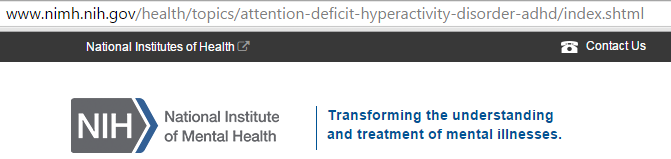 www.nimh.nih.gov/health/topics/attention-deficit-hyperactivity-disorder-adhd/index.shtml
National Institutes of Health Contact Us
NIH National Institute of Mental Health
Transforming the understanding
and treatment of mental illnesses.